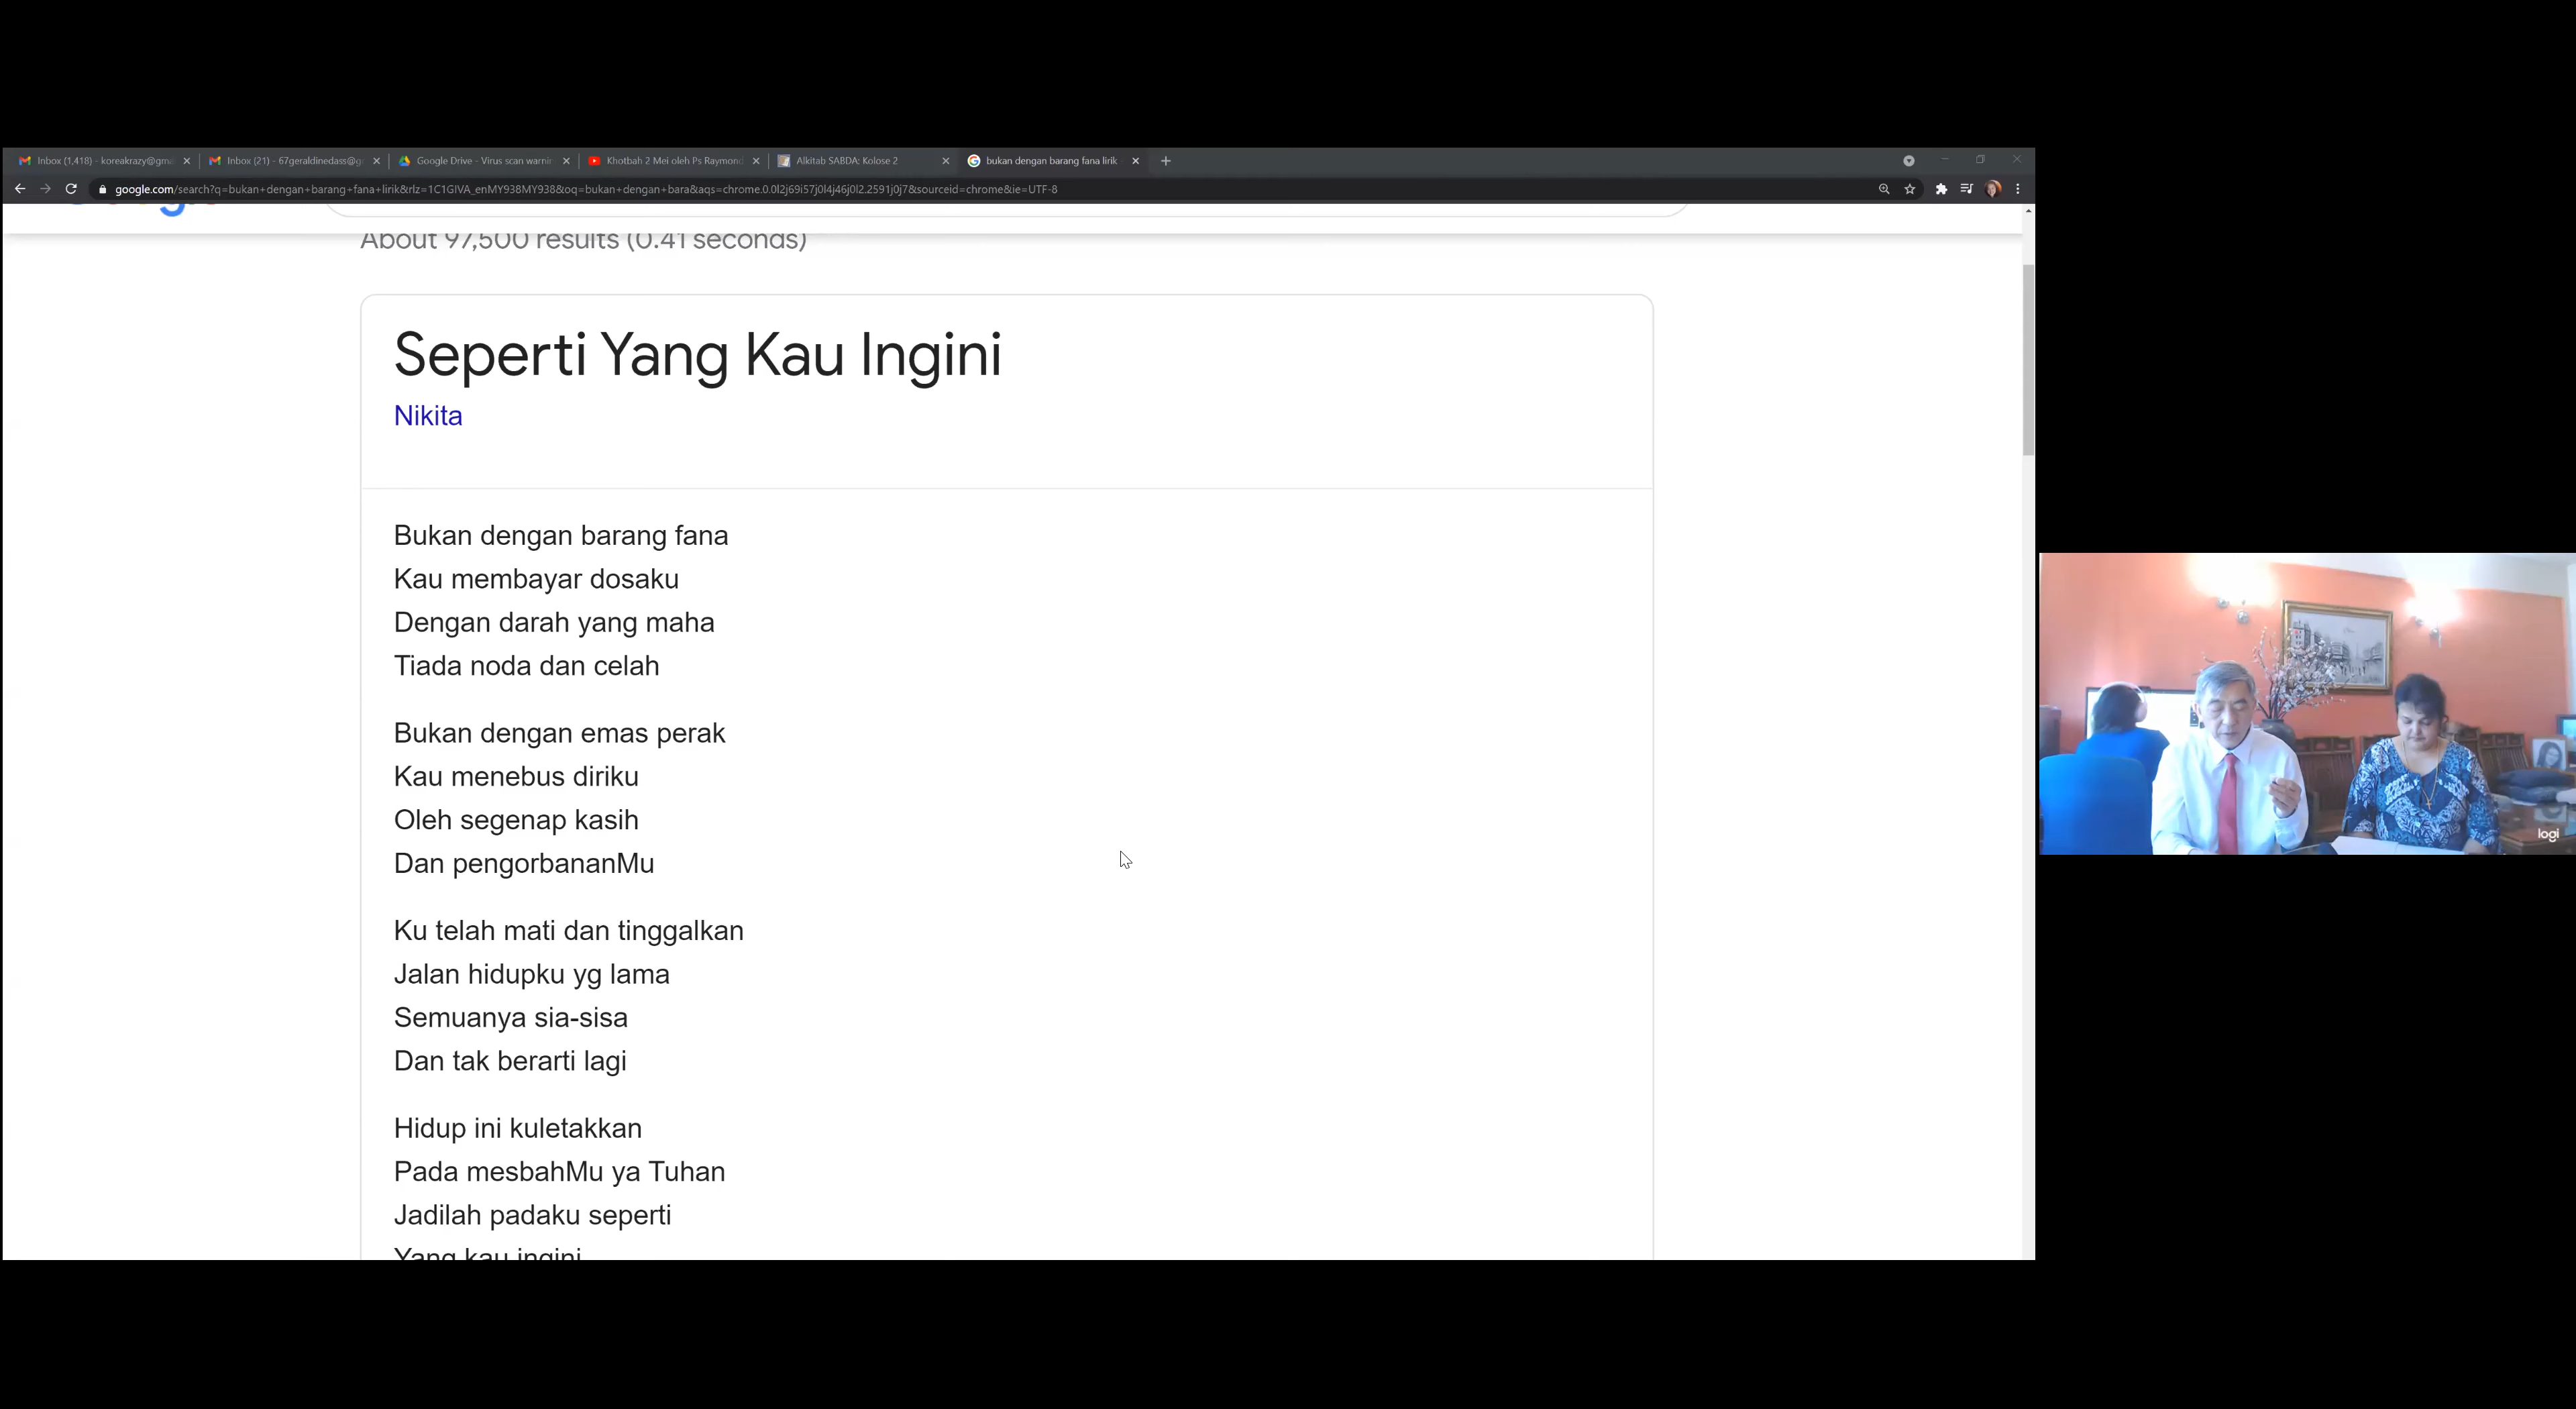 Inbox (1,418) - koreakrazy@gma
Inbox (21) - 67geraldinedass@g
Google Drive - Virus scan warnin
Khotbah 2 Mei oleh Ps Raymond
Alkitab SABDA: Kolose 2
bukan dengan barang fana lirik
google.com/search?q=bukan+dengan+barang+fana+lirik&rlz=1C1GIVA_enMY938MY938&oq=bukan+dengan+bara&aqs=chrome.0.0l2j69i57j0l4j46j0l2.2591j0j7&sourceid=chrome&ie=UTF-8
About 97,500 results (0.41 seconds)
Seperti Yang Kau Ingini
Nikita
Bukan dengan barang fana
Kau membayar dosaku
Dengan darah yang maha
Tiada noda dan celah
Bukan dengan emas perak
Kau menebus diriku
Oleh segenap kasih
Dan pengorbananMu
Ku telah mati dan tinggalkan
Jalan hidupku yg lama
Semuanya sia-sisa
Dan tak berarti lagi
Hidup ini kuletakkan
Pada mesbahMu ya Tuhan
Jadilah padaku seperti
Yang kau ingini
logi